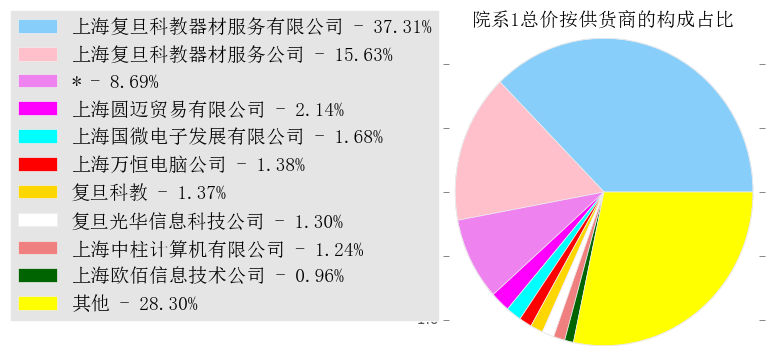 院系1总价按供货商的构成占比
上海复旦科教器材服务有限公司 - 37.31%
上海复旦科教器材服务公司 - 15.63%
* - 8.69%
上海圆迈贸易有限公司 - 2.14%
上海国微电子发展有限公司 - 1.68%
上海万恒电脑公司 - 1.38%
复旦科教 - 1.37%
复旦光华信息科技公司 - 1.30%
上海中柱计算机有限公司 - 1.24%
上海欧佰信息技术公司 - 0.96%
其他 - 28.30%